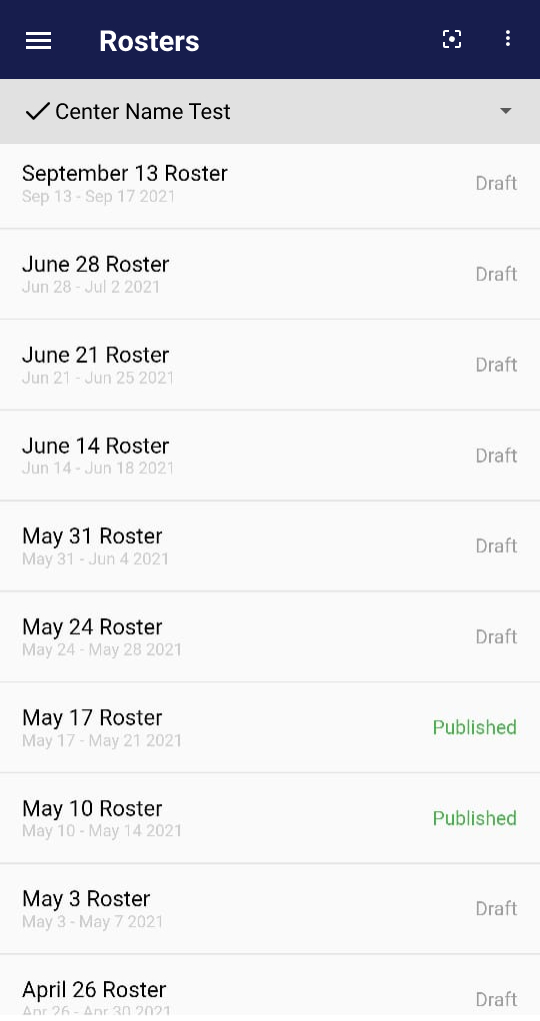 Rosters
Center Name Test
September 13 Roster
Draft
Sep 13 - Sep 17 2021
June 28 Roster
Draft
Jun 28 - Jul 2 2021
June 21 Roster
Draft
Jun 21 - Jun 25 2021
June 14 Roster
Draft
Jun 14 - Jun 18 2021
May 31 Roster
Draft
May 31 - Jun 4 2021
May 24 Roster
Draft
May 24 - May 28 2021
May 17 Roster
Published
May 17 - May 21 2021
May 10 Roster
Published
May 10 - May 14 2021
May 3 Roster
Draft
May 3 - May 7 2021
April 26 Roster
Draft
Apr 26 - Apr 30 2021